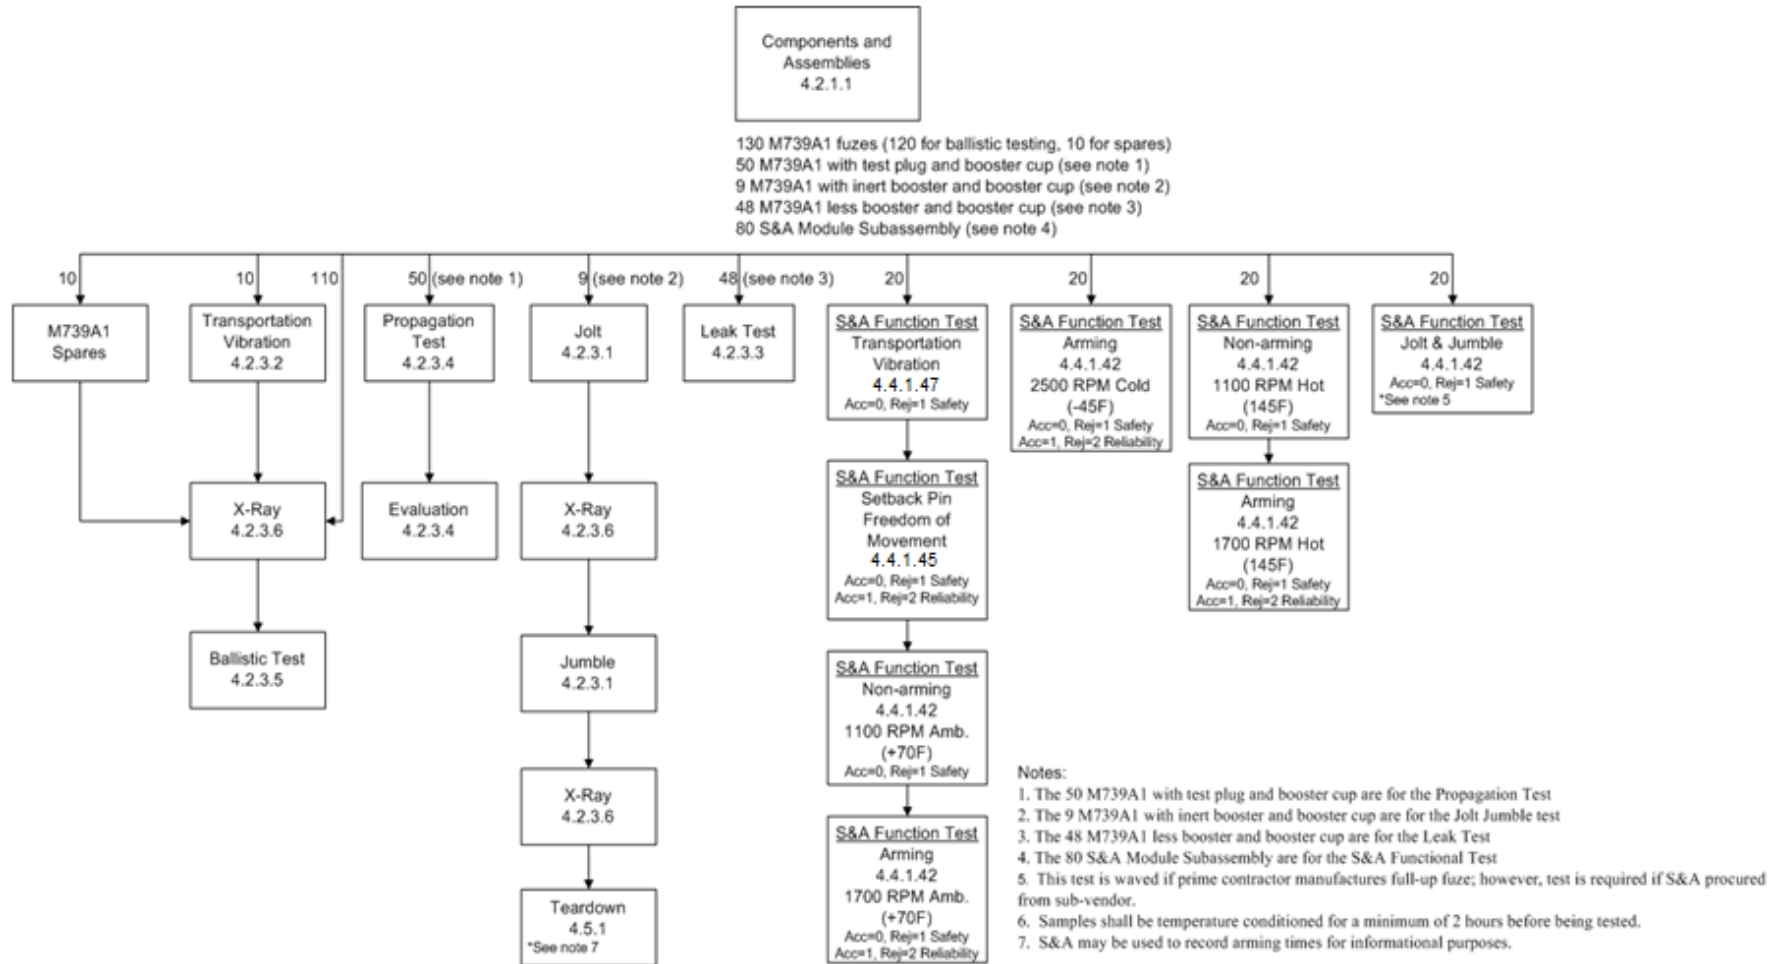 Components and
Assemblies
4.2.1.1
130 M739A1 fuzes (120 for ballistic testing, 10 for spares)
50 M739A1 with test plug and booster cup (see note 1)
9 M739A1 with inert booster and booster cup (see note 2)
48 M739A1 less booster and booster cup (see note 3)
80 S&A Module Subassembly (see note 4)
10
10
110
50 (see note 1)
9 (see note 2)
48 (see note 3)
20
20
20
20
M739A1
Spares
Transportation
Vibration
4.2.3.2
Propagation
Test
4.2.3.4
Jolt
4.2.3.1
Leak Test
4.2.3.3
S&A Function Test
Transportation
Vibration
4.4.1.47
Acc=0, Rej=1 Safety
S&A Function Test
Arming
4.4.1.42
2500 RPM Cold
(-45F)
Acc=0, Rej=1 Safety
Acc=1, Rej=2 Reliability
S&A Function Test
Non-arming
4.4.1.42
1100 RPM Hot
(145F)
Acc=0, Rej=1 Safety
S&A Function Test
Jolt & Jumble
4.4.1.42
Acc=0, Rej=1 Safety
*See note 5
X-Ray
4.2.3.6
Evaluation
4.2.3.4
X-Ray
4.2.3.6
S&A Function Test
Setback Pin
Freedom of
Movement
4.4.1.45
Acc=0, Rej=1 Safety
Acc=1, Rej=2 Reliability
S&A Function Test
Arming
4.4.1.42
1700 RPM Hot
(145F)
Acc=0, Rej=1 Safety
Acc=1, Rej=2 Reliability
Ballistic Test
4.2.3.5
Jumble
4.2.3.1
S&A Function Test
Non-arming
4.4.1.42
1100 RPM Amb.
(+70F)
Acc=0, Rej=1 Safety
X-Ray
4.2.3.6
S&A Function Test
Arming
4.4.1.42
1700 RPM Amb.
(+70F)
Acc=0, Rej=1 Safety
Acc=1, Rej=2 Reliability
Teardown
4.5.1
*See note 7
Notes:
1. The 50 M739A1 with test plug and booster cup are for the Propagation Test
2. The 9 M739A1 with inert booster and booster cup are for the Jolt Jumble test
3. The 48 M739A1 less booster and booster cup are for the Leak Test
4. The 80 S&A Module Subassembly are for the S&A Functional Test
5. This test is waved if prime contractor manufactures full-up fuze; however, test is required if S&A procured
from sub-vendor.
6. Samples shall be temperature conditioned for a minimum of 2 hours before being tested.
7. S&A may be used to record arming times for informational purposes.